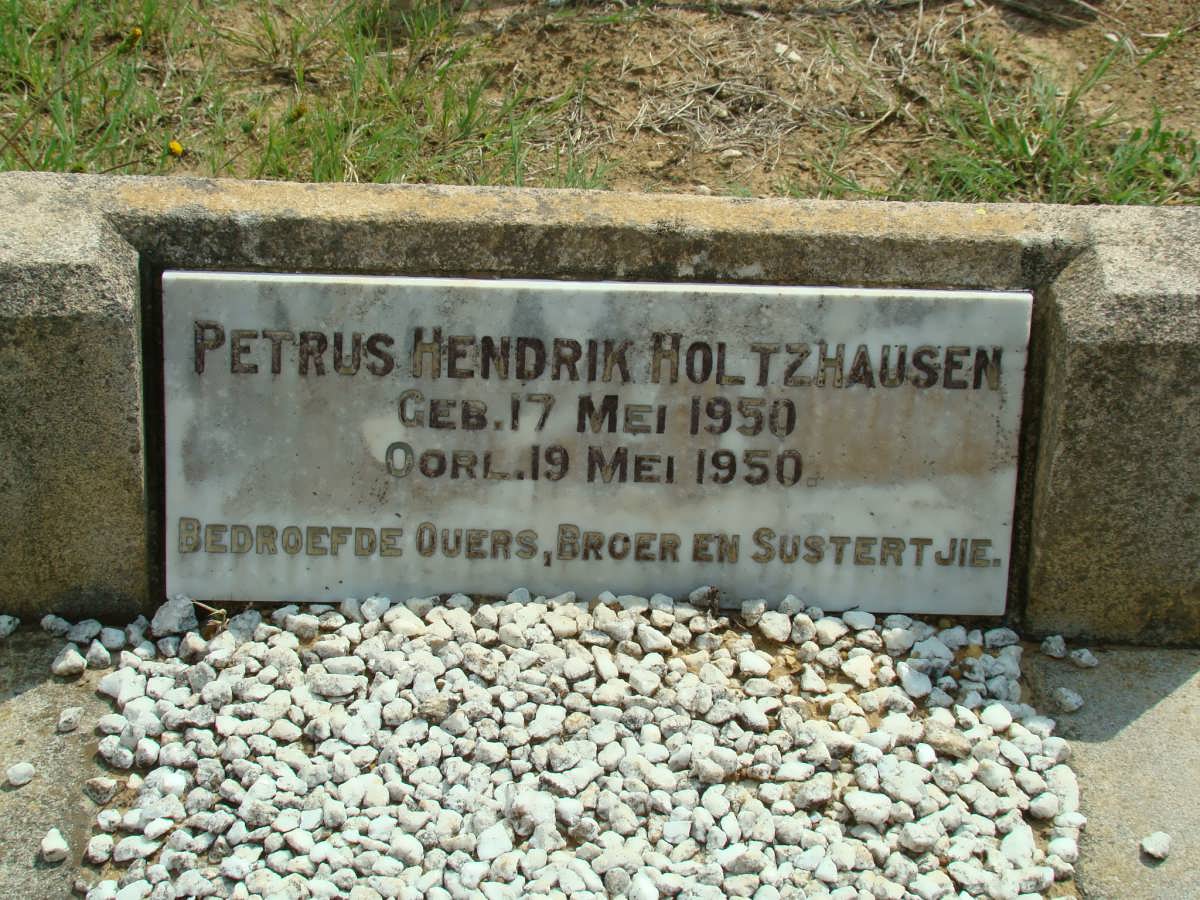 PETRUS HENDRIK HOLTZHAUSEN
GEB. 17 MEI 1950
OORL. 19 MEI 1950.
BEDROEFDE OUERS, BROER EN SUSTERTJIE.